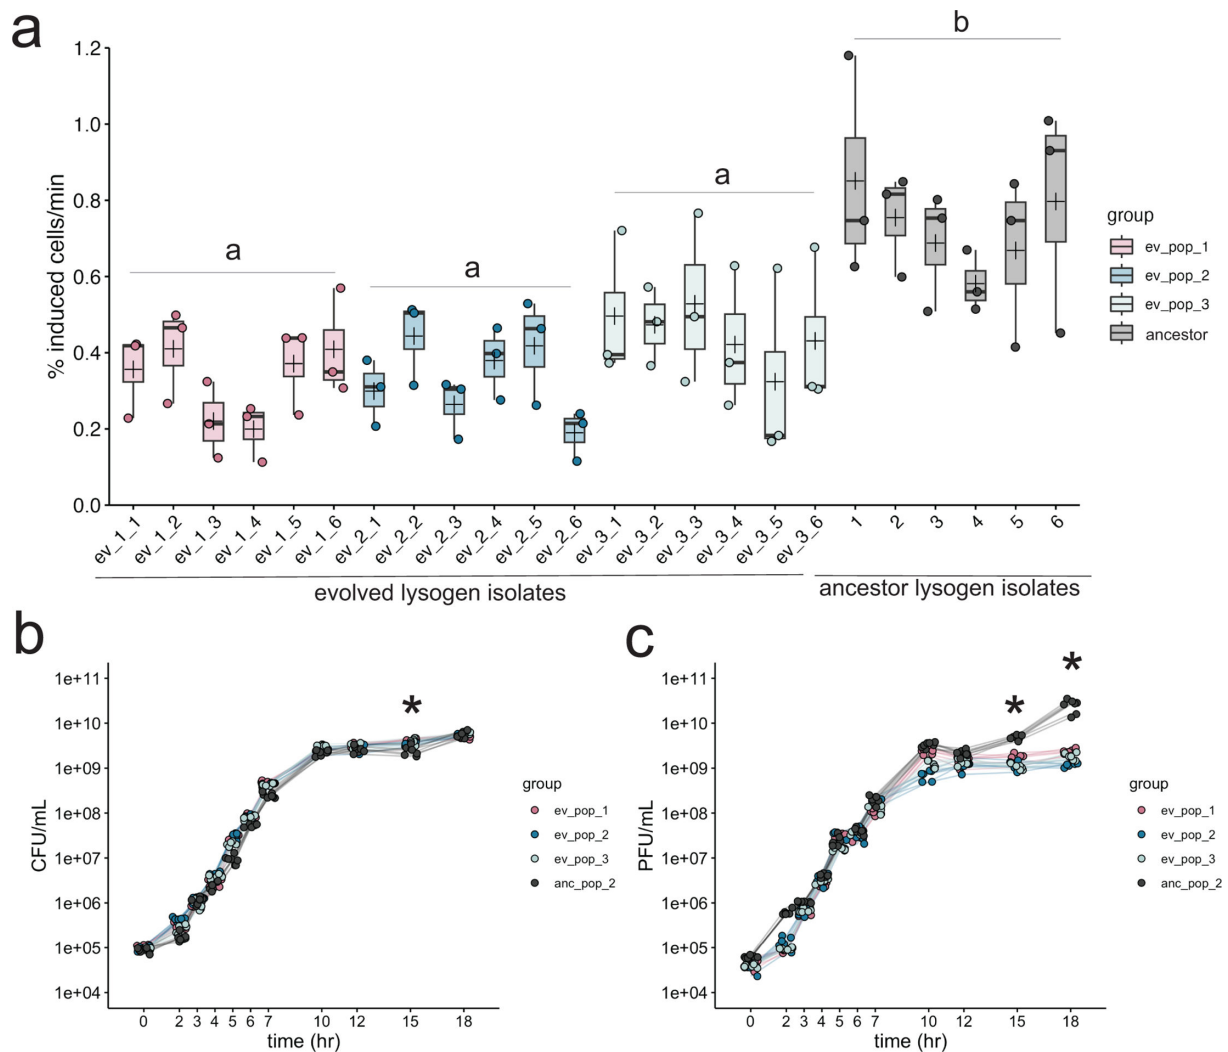 a
b
a
a
a
% induced cells/min
1.2
1.0
0.8
0.6
0.4
0.2
0.0
ev_1_1 ev_1_2 ev_1_3 ev_1_4 ev_1_5 ev_1_6 ev_2_1 ev_2_2 ev_2_3 ev_2_4 ev_2_5 ev_2_6 ev_3_1 ev_3_2 ev_3_3 ev_3_4 ev_3_5 ev_3_6 1 2 3 4 5 6
evolved lysogen isolates
ancestor lysogen isolates
group
ev_pop_1
ev_pop_2
ev_pop_3
ancestor
b
*
CFU/mL
1e+11
1e+10
1e+09
1e+08
1e+07
1e+06
1e+05
1e+04
0 2 3 4 5 6 7 10 12 15 18
time (hr)
group
ev_pop_1
ev_pop_2
ev_pop_3
anc_pop_2
c
*
*
PFU/mL
1e+11
1e+10
1e+09
1e+08
1e+07
1e+06
1e+05
1e+04
0 2 3 4 5 6 7 10 12 15 18
time (hr)
group
ev_pop_1
ev_pop_2
ev_pop_3
anc_pop_2